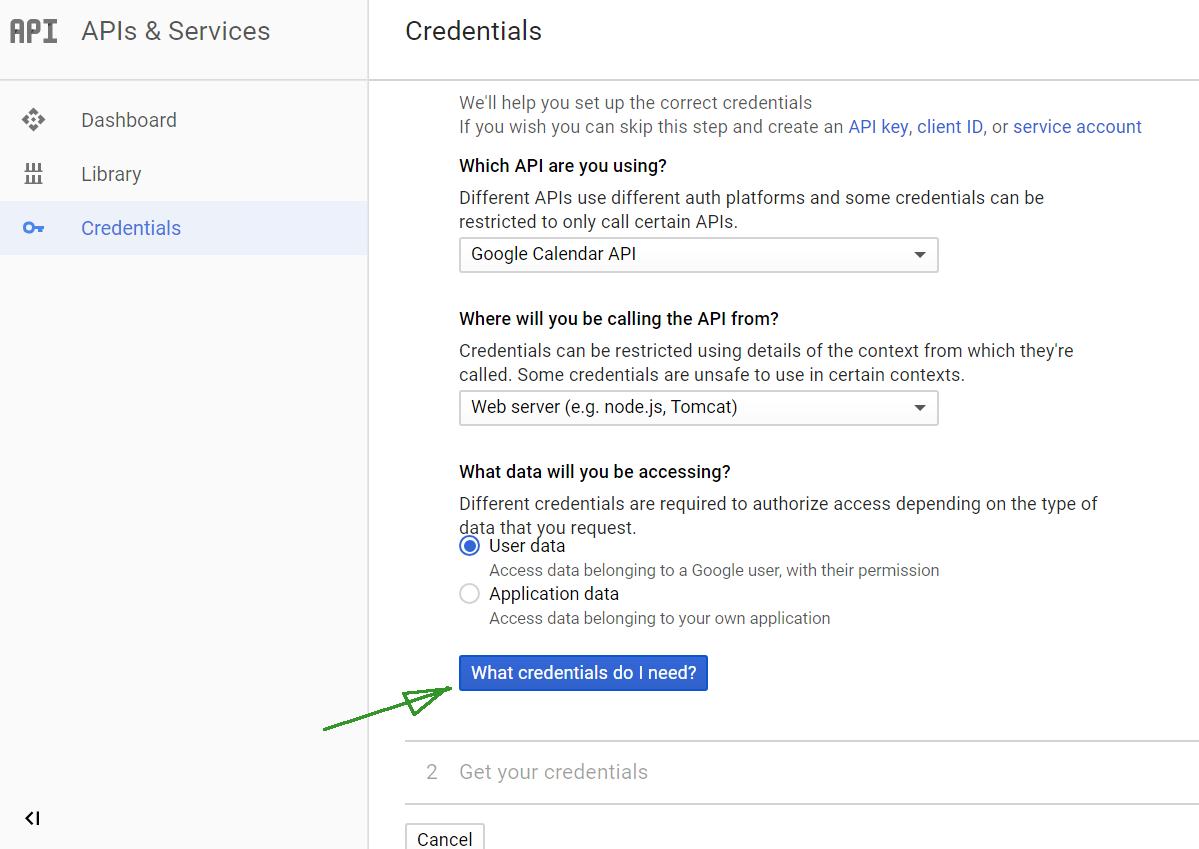 API APIs & Services
Credentials
Dashboard
Library
Credentials
We'll help you set up the correct credentials
If you wish you can skip this step and create an API key, client ID, or service account
Which API are you using?
Different APIs use different auth platforms and some credentials can be
restricted to only call certain APIs.
Google Calendar API
Where will you be calling the API from?
Credentials can be restricted using details of the context from which they're
called. Some credentials are unsafe to use in certain contexts.
Web server (e.g. node.js, Tomcat)
What data will you be accessing?
Different credentials are required to authorize access depending on the type of
data that you request.
User data
Access data belonging to a Google user, with their permission
Application data
Access data belonging to your own application
What credentials do I need?
2 Get your credentials
Cancel